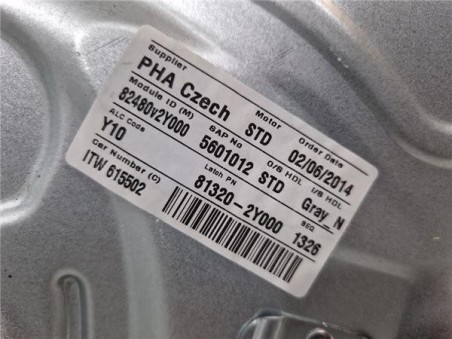 Supplier Motor Order Date
PHA Czech STD 02/06/2014
Module ID (M) SAP No O/S HDL I/S HDL
82480v2Y000 5601012 STD Gray_N
ALC Code Latch PN SEQ
Y10 81320-2Y000 1326
Car Number (C)
ITW 615502